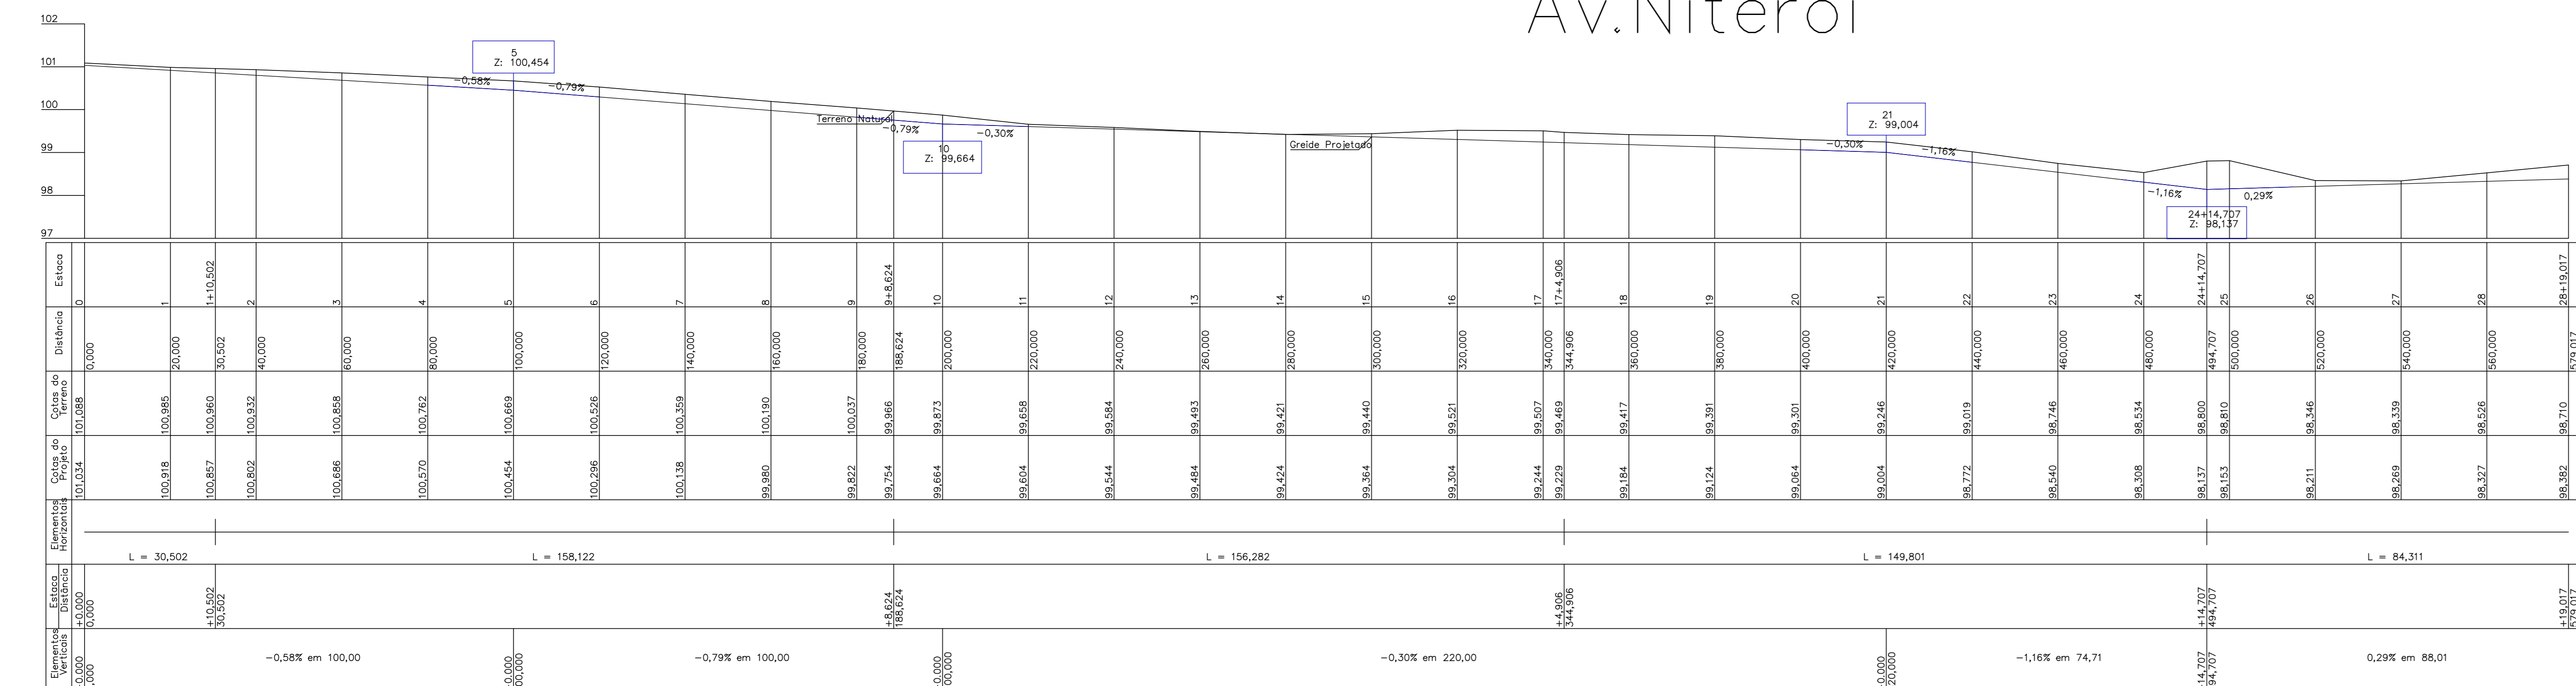 Av.Niterói
102
101
100
99
98
97
5
Z: 100,454
-0,58%
-0,79%
Terreno Natural
-0,79%
-0,30%
10
Z: 99,664
Greide Projetado
21
Z: 99,004
-0,30%
-1,16%
-1,16%
0,29%
24+14,707
Z: 98,137
Estaca
0 1 1+10,502 2 3 4 5 6 7 8 9 9+8,624 10 11 12 13 14 15 16 17 17+4,906 18 19 20 21 22 23 24 24+14,707 25 26 27 28 28+19,017
Distância
0,000 20,000 30,502 40,000 60,000 80,000 100,000 120,000 140,000 160,000 180,000 188,624 200,000 220,000 240,000 260,000 280,000 300,000 320,000 340,000 344,906 360,000 380,000 400,000 420,000 440,000 460,000 480,000 494,707 500,000 520,000 540,000 560,000 579,017
Cotas do
Terreno
101,088 100,985 100,960 100,932 100,858 100,762 100,669 100,526 100,359 100,190 100,037 99,966 99,873 99,658 99,584 99,493 99,421 99,440 99,521 99,507 99,469 99,417 99,391 99,301 99,246 99,019 98,746 98,534 98,800 98,810 98,346 98,339 98,526 98,710
Cotas do
Projeto
101,034 100,918 100,857 100,802 100,686 100,570 100,454 100,296 100,138 99,980 99,822 99,754 99,664 99,604 99,544 99,484 99,424 99,364 99,304 99,244 99,229 99,184 99,124 99,064 99,004 98,772 98,540 98,308 98,137 98,153 98,211 98,269 98,327 98,382
Elementos
Horizontais
L = 30,502
L = 158,122
L = 156,282
L = 149,801
L = 84,311
Estaca
Distância
+0.000 +10,502 +8,624 +4,906 +14,707 +19,017
0,000 30,502 188,624 344,906 494,707 579,017
Elementos
Verticais
-0,58% em 100,00
-0,79% em 100,00
-0,30% em 220,00
-1,16% em 74,71
0,29% em 88,01